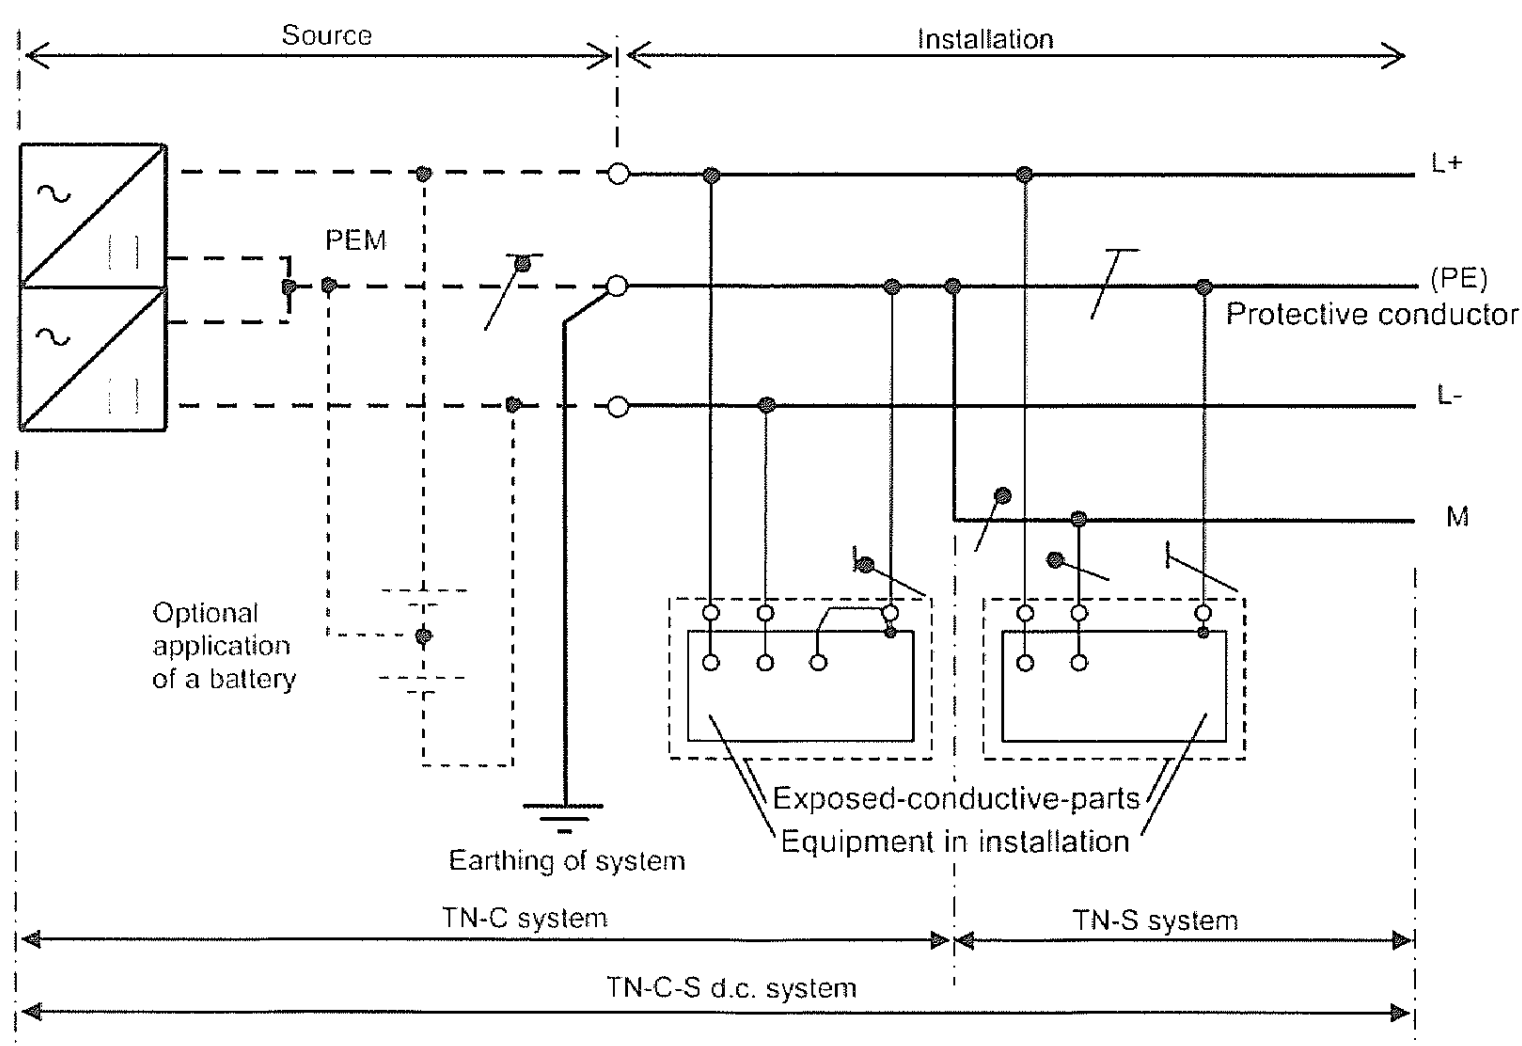 Source
Installation
L+
PEM
(PE)
Protective conductor
L-
M
Optional
application
of a battery
Exposed-conductive-parts
Equipment in installation
Earthing of system
TN-C system
TN-S system
TN-C-S d.c. system